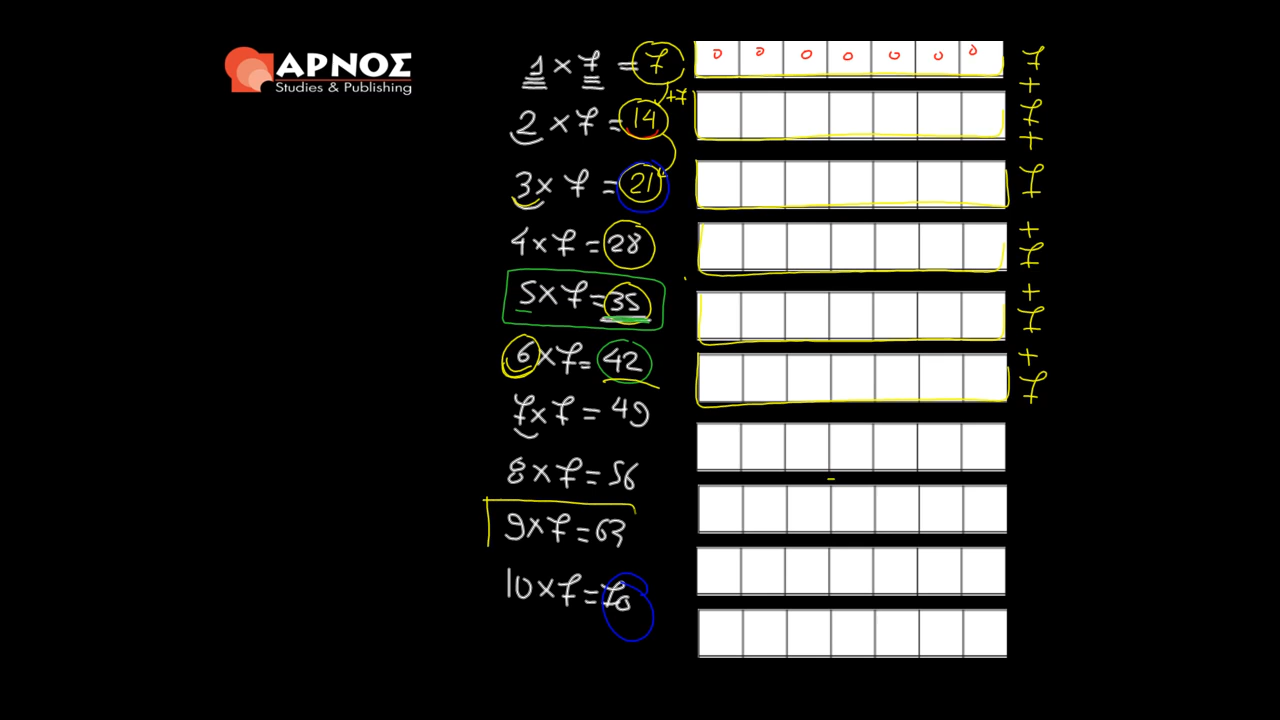 ΑΡΝΟΣ
Studies & Publishing
1 × 7 = 7
2 × 7 = 14
3 × 7 = 21
4 × 7 = 28
5 × 7 = 35
6 × 7 = 42
7 × 7 = 49
8 × 7 = 56
9 × 7 = 63
10 × 7 = 70
+7
7
+
7
+
7
+
7
+
7
+
7